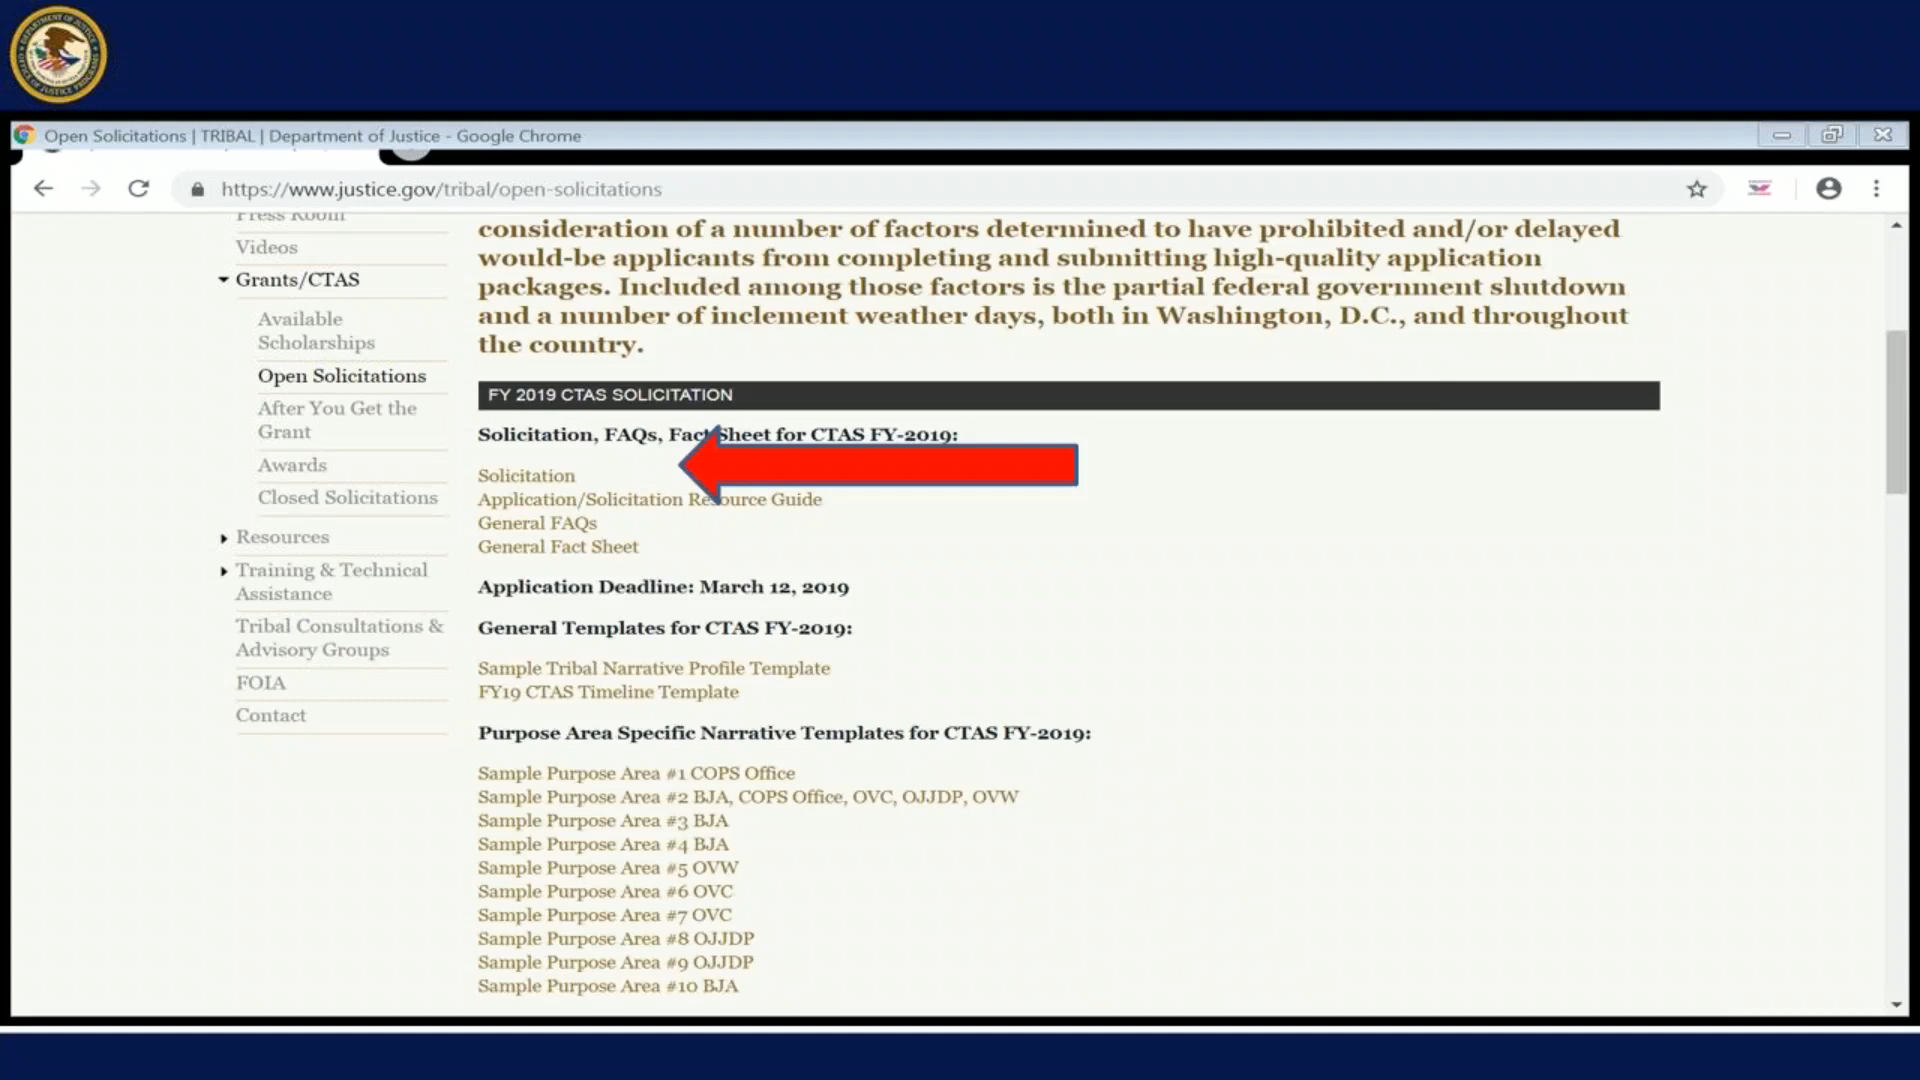 Open Solicitations | TRIBAL | Department of Justice - Google Chrome
https://www.justice.gov/tribal/open-solicitations
Press Room
Videos
Grants/CTAS
Available
Scholarships
Open Solicitations
After You Get the
Grant
Awards
Closed Solicitations
Resources
Training & Technical
Assistance
Tribal Consultations &
Advisory Groups
FOIA
Contact
consideration of a number of factors determined to have prohibited and/or delayed
would-be applicants from completing and submitting high-quality application
packages. Included among those factors is the partial federal government shutdown
and a number of inclement weather days, both in Washington, D.C., and throughout
the country.
FY 2019 CTAS SOLICITATION
Solicitation, FAQs, Fact Sheet for CTAS FY-2019:
Solicitation
Application/Solicitation Resource Guide
General FAQs
General Fact Sheet
Application Deadline: March 12, 2019
General Templates for CTAS FY-2019:
Sample Tribal Narrative Profile Template
FY19 CTAS Timeline Template
Purpose Area Specific Narrative Templates for CTAS FY-2019:
Sample Purpose Area #1 COPS Office
Sample Purpose Area #2 BJA, COPS Office, OVC, OJJDP, OVW
Sample Purpose Area #3 BJA
Sample Purpose Area #4 BJA
Sample Purpose Area #5 OVW
Sample Purpose Area #6 OVC
Sample Purpose Area #7 OVC
Sample Purpose Area #8 OJJDP
Sample Purpose Area #9 OJJDP
Sample Purpose Area #10 BJA